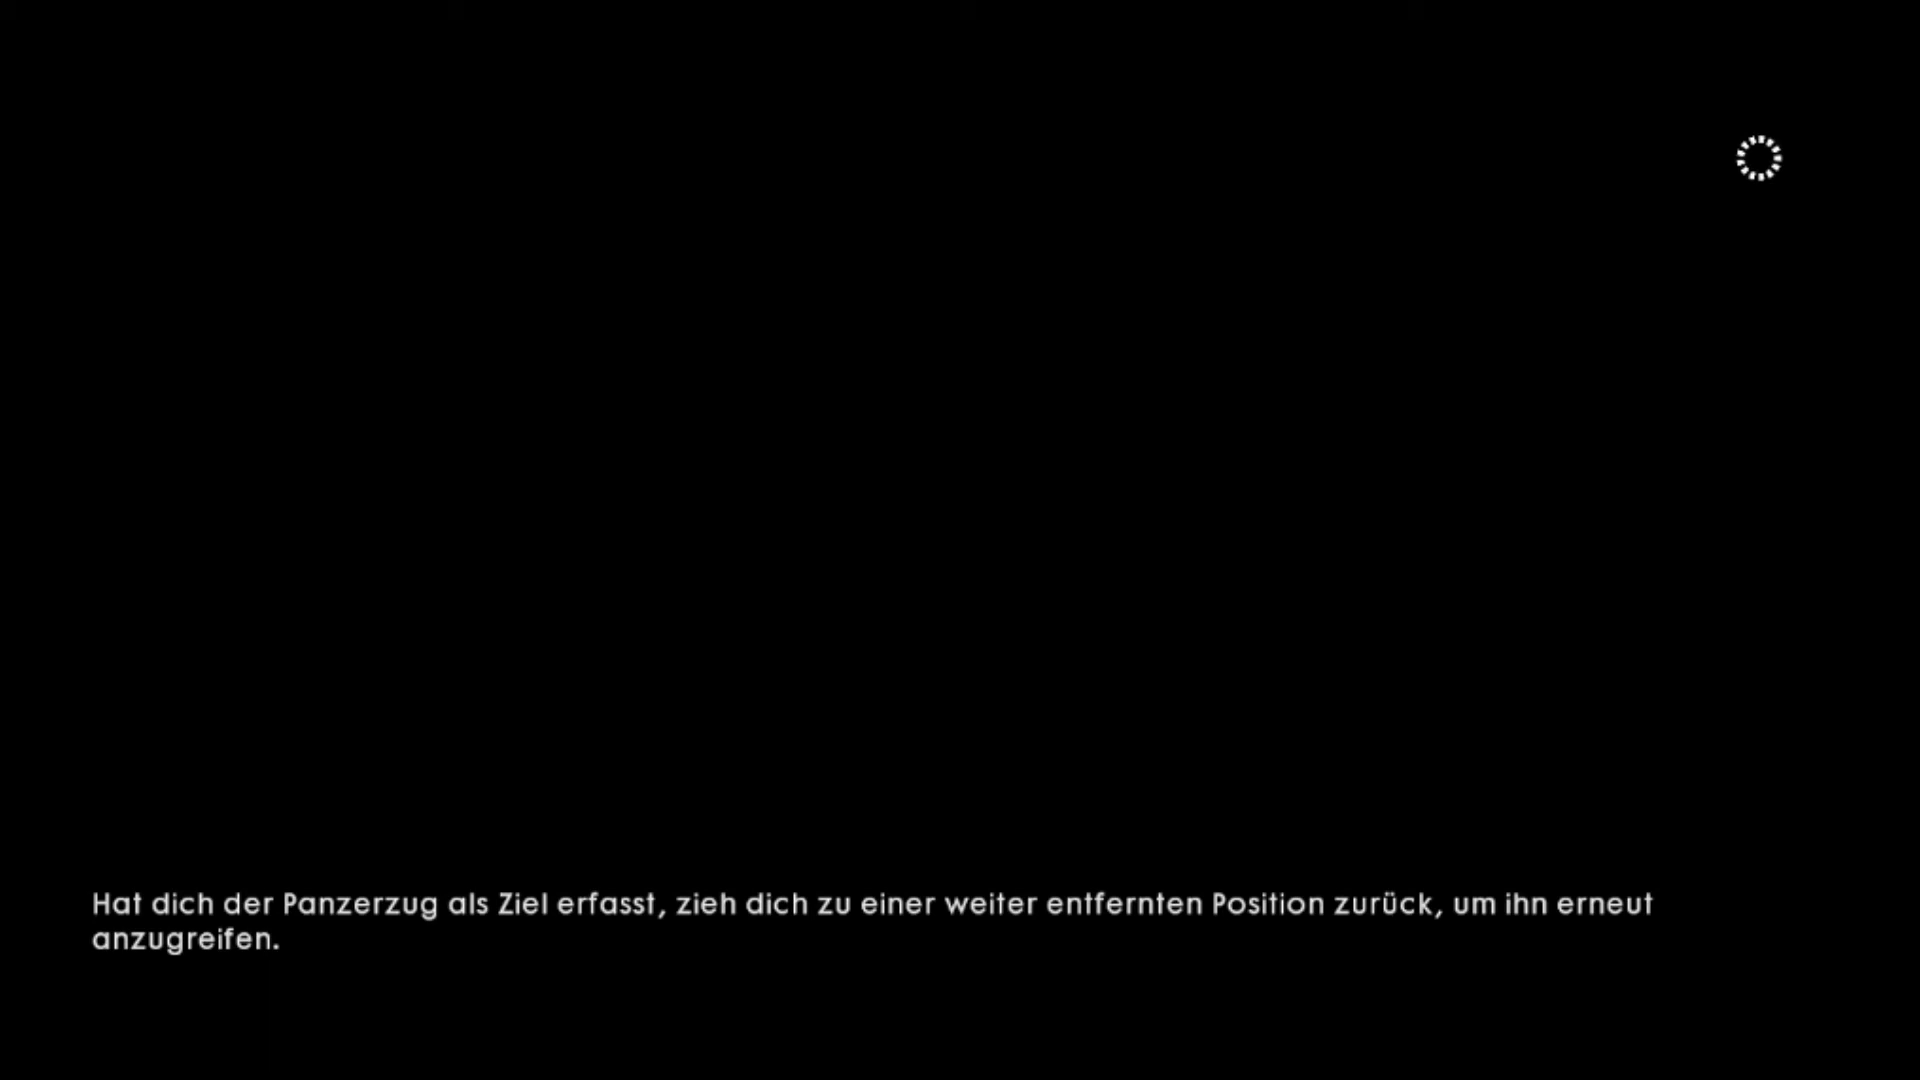 Hat dich der Panzerzug als Ziel erfasst, zieh dich zu einer weiter entfernten Position zurück, um ihn erneut
anzugreifen.